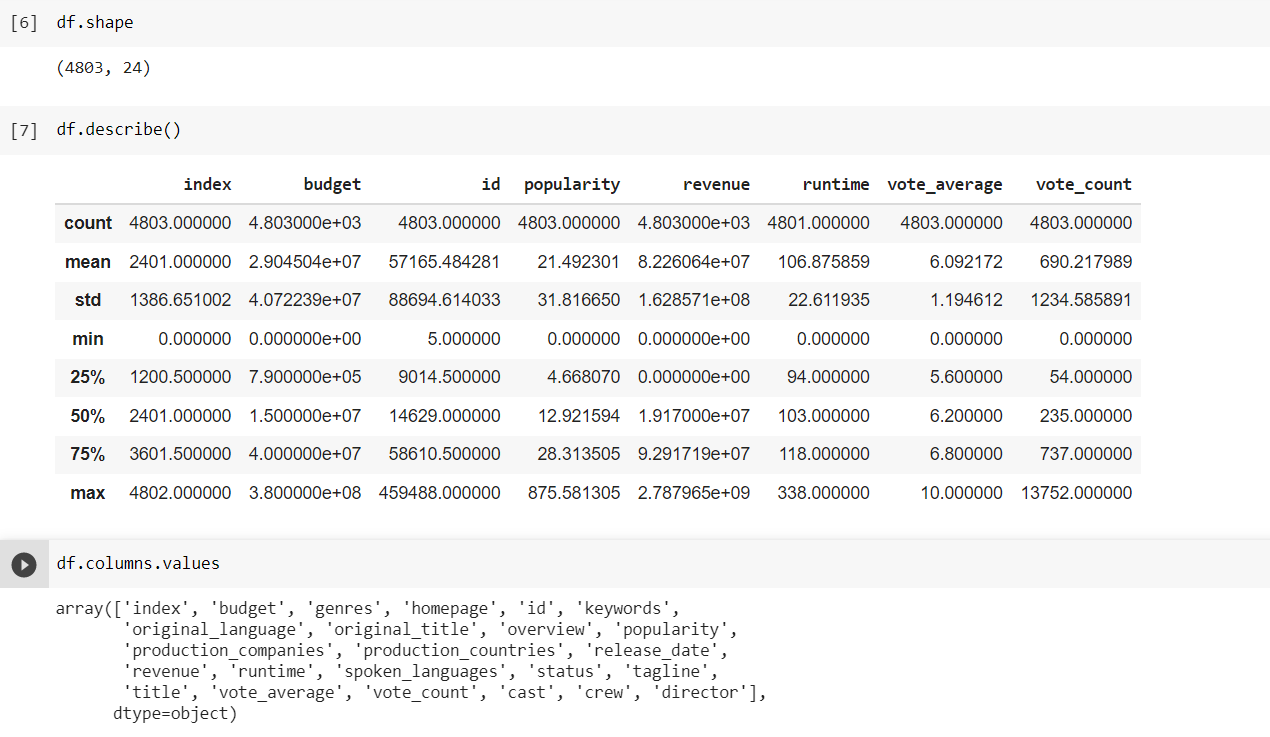 [6] df.shape
(4803, 24)
[7] df.describe()
index budget id popularity revenue runtime vote_average vote_count
count 4803.000000 4.803000e+03 4803.000000 4803.000000 4.803000e+03 4801.000000 4803.000000 4803.000000
mean 2401.000000 2.904504e+07 57165.484281 21.492301 8.226064e+07 106.875859 6.092172 690.217989
std 1386.651002 4.072239e+07 88694.614033 31.816650 1.628571e+08 22.611935 1.194612 1234.585891
min 0.000000 0.000000e+00 5.000000 0.000000 0.000000e+00 0.000000 0.000000 0.000000
25% 1200.500000 7.900000e+05 9014.500000 4.668070 0.000000e+00 94.000000 5.600000 54.000000
50% 2401.000000 1.500000e+07 14629.000000 12.921594 1.917000e+07 103.000000 6.200000 235.000000
75% 3601.500000 4.000000e+07 58610.500000 28.313505 9.291719e+07 118.000000 6.800000 737.000000
max 4802.000000 3.800000e+08 459488.000000 875.581305 2.787965e+09 338.000000 10.000000 13752.000000
df.columns.values
array(['index', 'budget', 'genres', 'homepage', 'id', 'keywords',
'original_language', 'original_title', 'overview', 'popularity',
'production_companies', 'production_countries', 'release_date',
'revenue', 'runtime', 'spoken_languages', 'status', 'tagline',
'title', 'vote_average', 'vote_count', 'cast', 'crew', 'director'],
dtype=object)